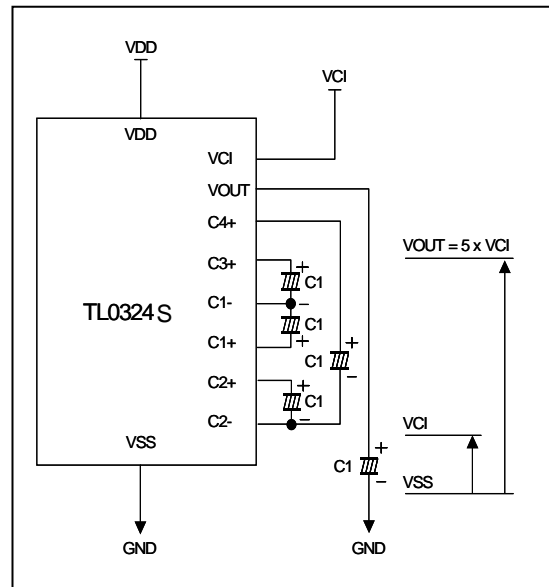 VDD
VCI
VDD
VCI
VOUT
C4+
C3+
C1-
C1+
C2+
C2-
TL0324S
VSS
GND
+
C1
-
C1
+
+
C1
-
+
C1
-
+
C1
-
GND
VOUT = 5 x VCI
VCI
VSS